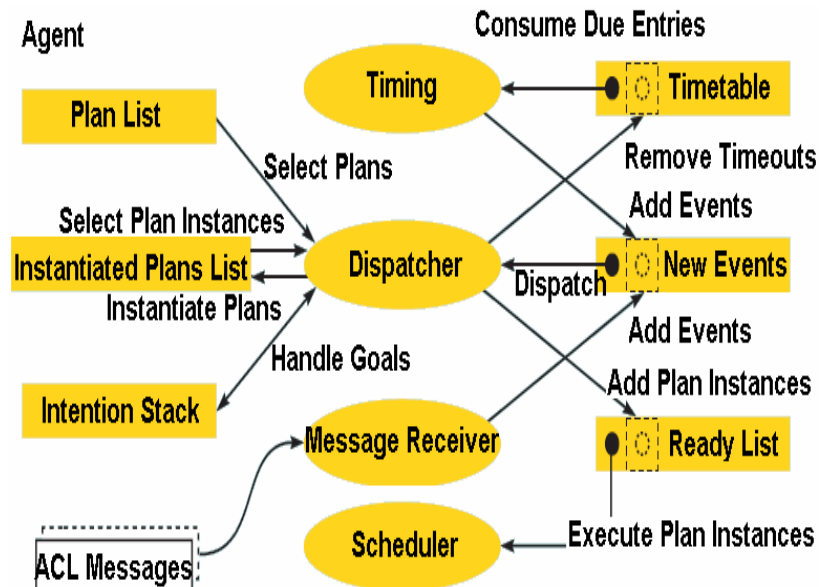 Agent
Consume Due Entries
Timing
Timetable
Plan List
Select Plans
Remove Timeouts
Add Events
Select Plan Instances
Instantiated Plans List
Dispatcher
Dispatch
New Events
Instantiate Plans
Add Events
Handle Goals
Add Plan Instances
Intention Stack
Message Receiver
Ready List
Execute Plan Instances
Scheduler
ACL Messages